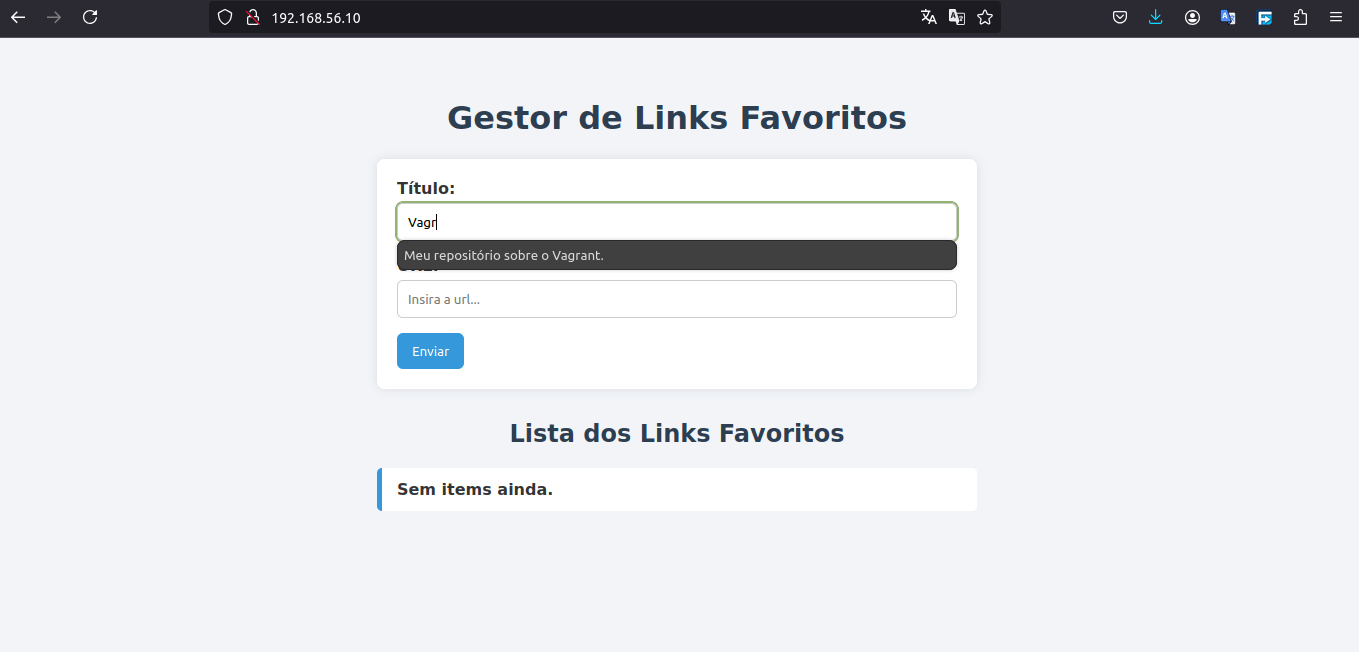 192.168.56.10
Gestor de Links Favoritos
Título:
Vagr
Meu repositório sobre o Vagrant.
Insira a url...
Enviar
Lista dos Links Favoritos
Sem items ainda.